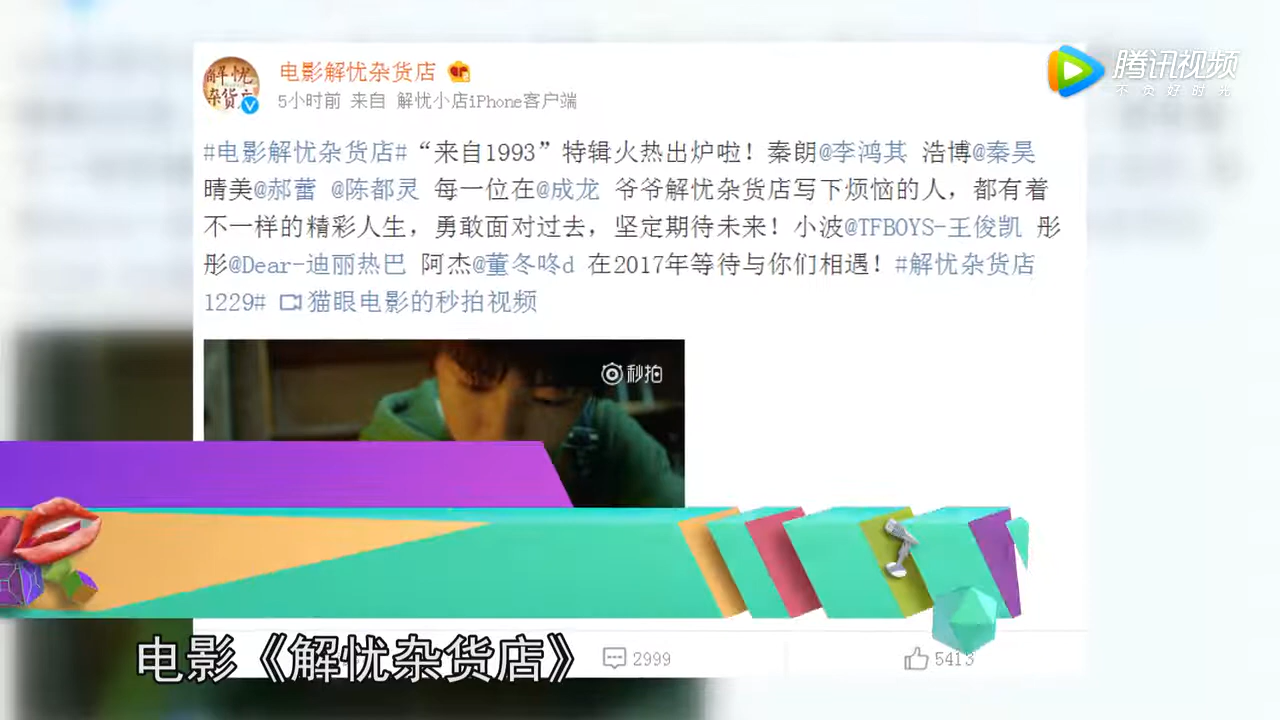 解忧
杂货店
电影解忧杂货店
5小时前 来自 解忧小店iPhone客户端
腾讯视频
不负好时光
#电影解忧杂货店#“来自1993”特辑火热出炉啦！秦朗@李鸿其 浩博@秦昊
晴美@郝蕾 @陈都灵 每一位在@成龙 爷爷解忧杂货店写下烦恼的人，都有着
不一样的精彩人生，勇敢面对过去，坚定期待未来！小波@TFBOYS-王俊凯 彤
彤@Dear-迪丽热巴 阿杰@董冬咚d 在2017年等待与你们相遇！#解忧杂货店
1229# 猫眼电影的秒拍视频
秒拍
电影《解忧杂货店》
2999
5413